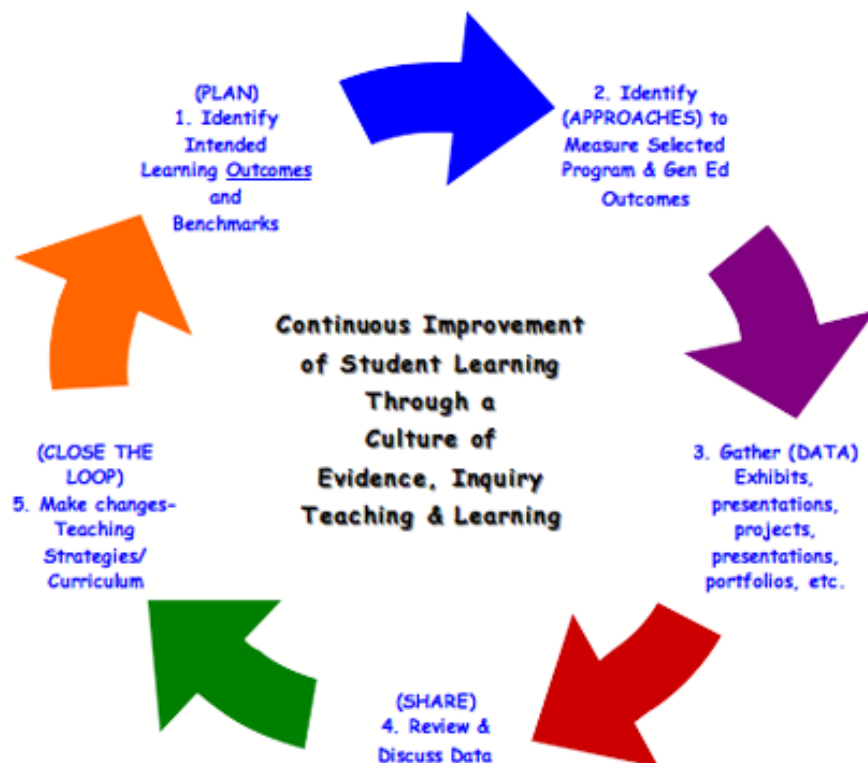 (PLAN)
1. Identify
Intended
Learning Outcomes
and
Benchmarks
2. Identify
(APPROACHES) to
Measure Selected
Program & Gen Ed
Outcomes
Continuous Improvement
of Student Learning
Through a
Culture of
Evidence, Inquiry
Teaching & Learning
3. Gather (DATA)
Exhibits,
presentations,
projects,
presentations,
portfolios, etc.
(SHARE)
4. Review &
Discuss Data
(CLOSE THE
LOOP)
5. Make changes-
Teaching
Strategies/
Curriculum